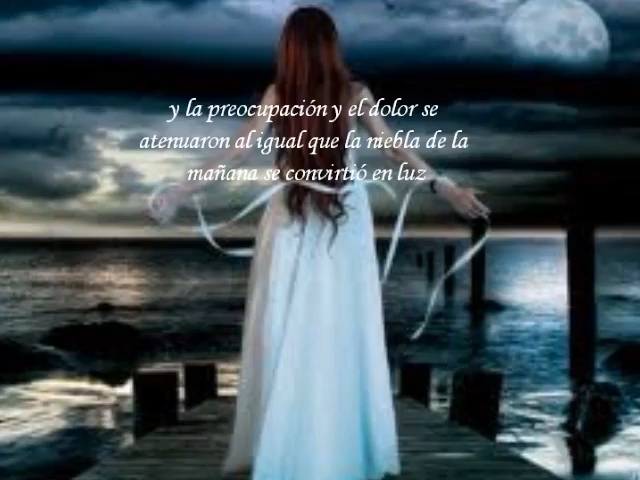 y la preocupación y el dolor se
atenuaron al igual que la niebla de la
mañana se convirtió en luz